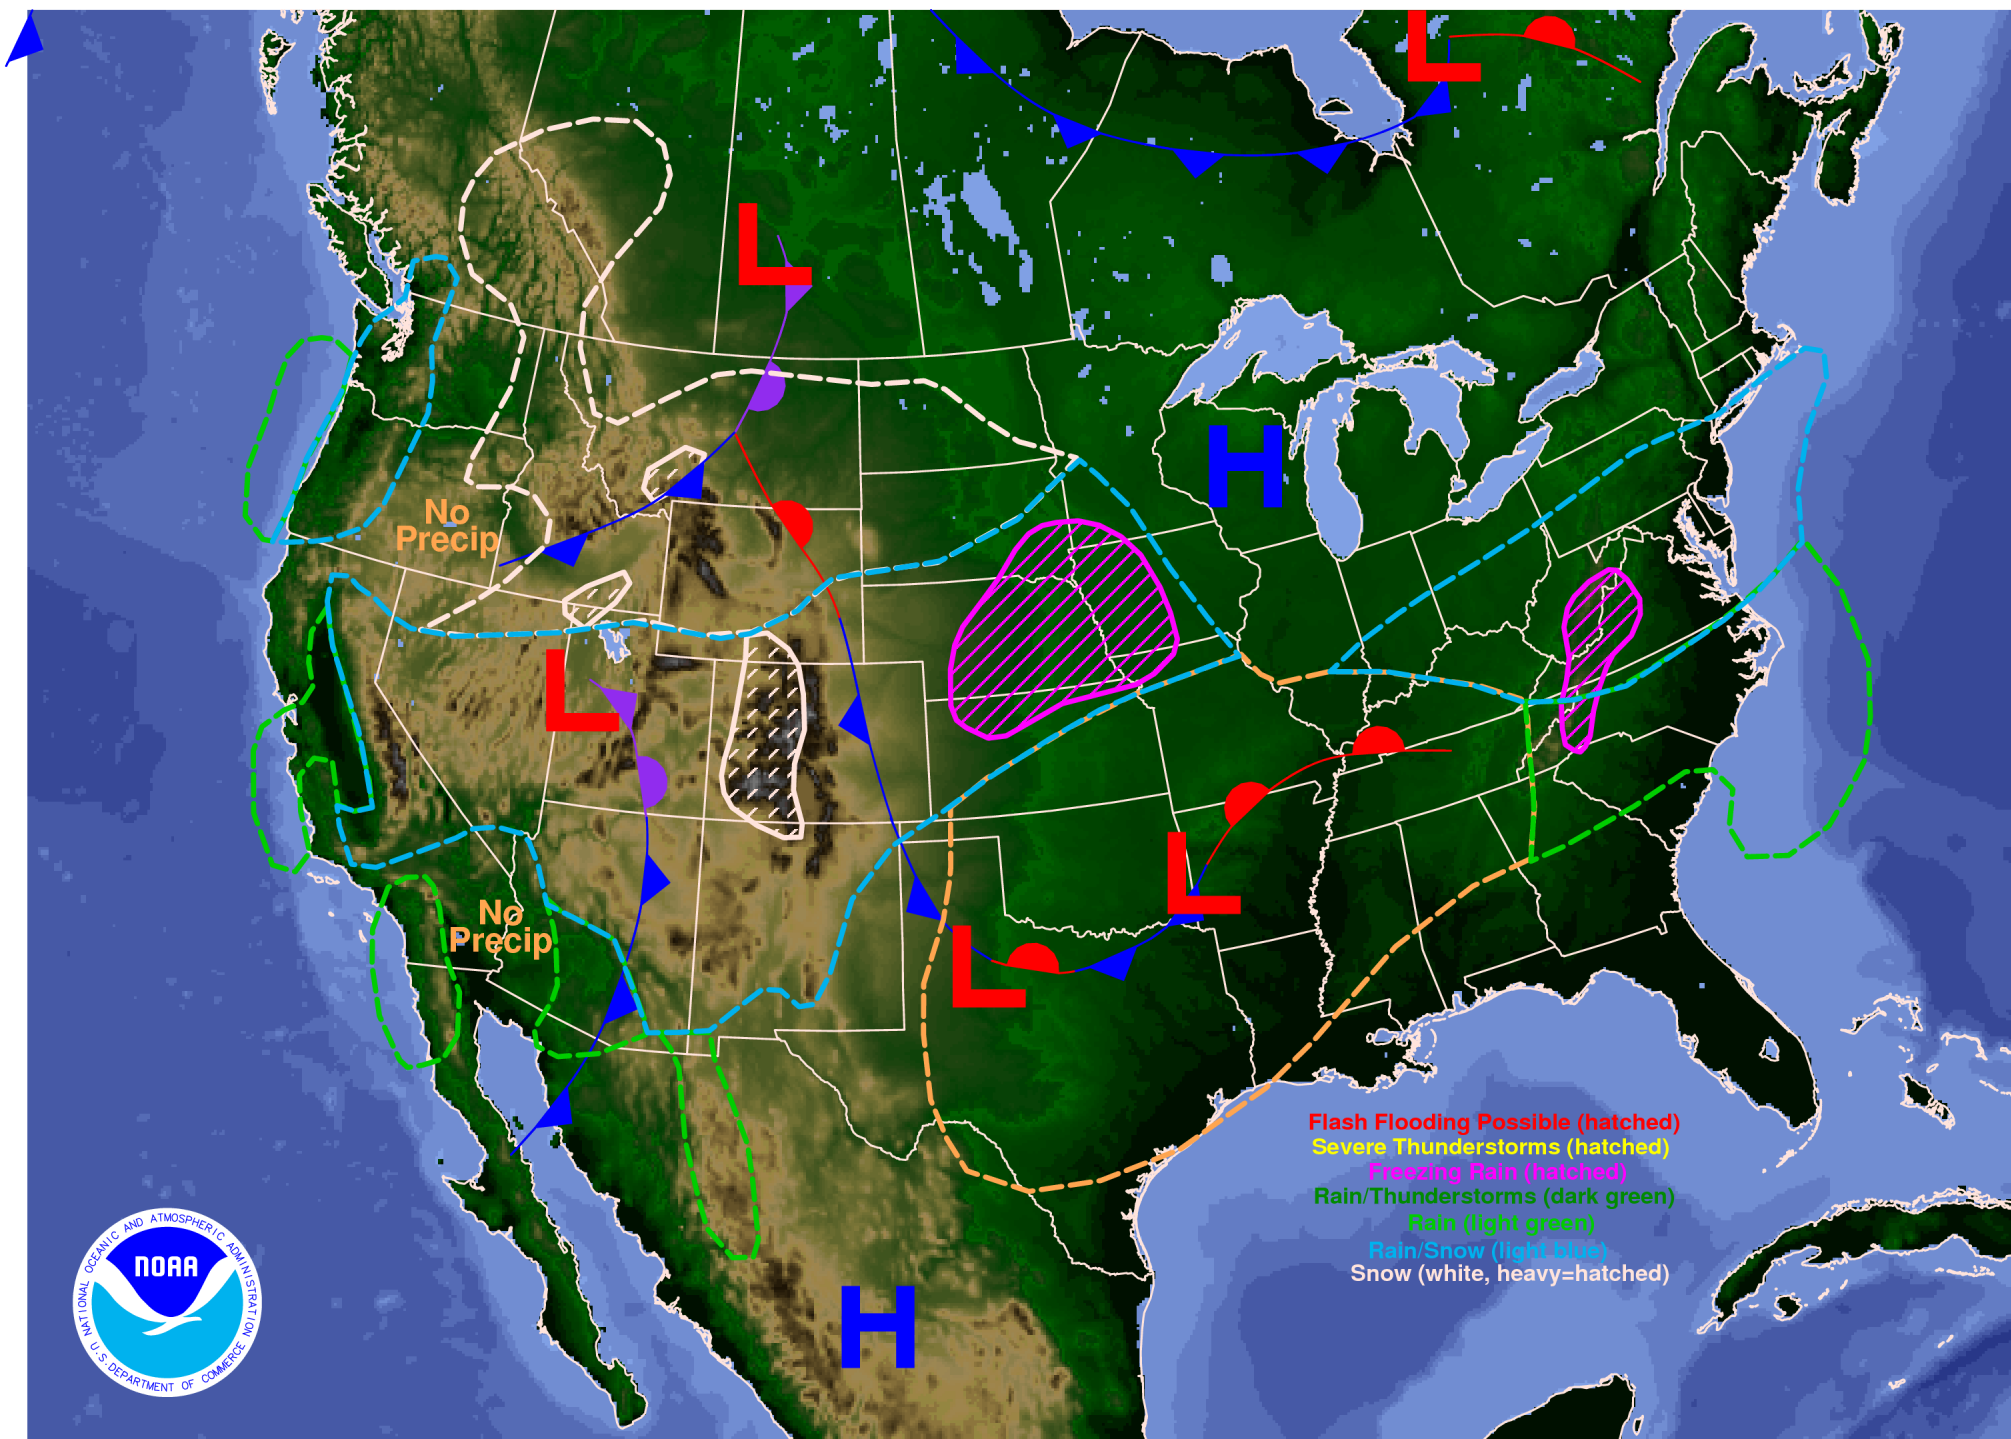 L
L
H
No
Precip
L
L
No
Precip
L
H
Flash Flooding Possible (hatched)
Severe Thunderstorms (hatched)
Freezing Rain (hatched)
Rain/Thunderstorms (dark green)
Rain (light green)
Rain/Snow (light blue)
Snow (white, heavy=hatched)
NATIONAL OCEANIC AND ATMOSPHERIC ADMINISTRATION
NOAA
U.S. DEPARTMENT OF COMMERCE